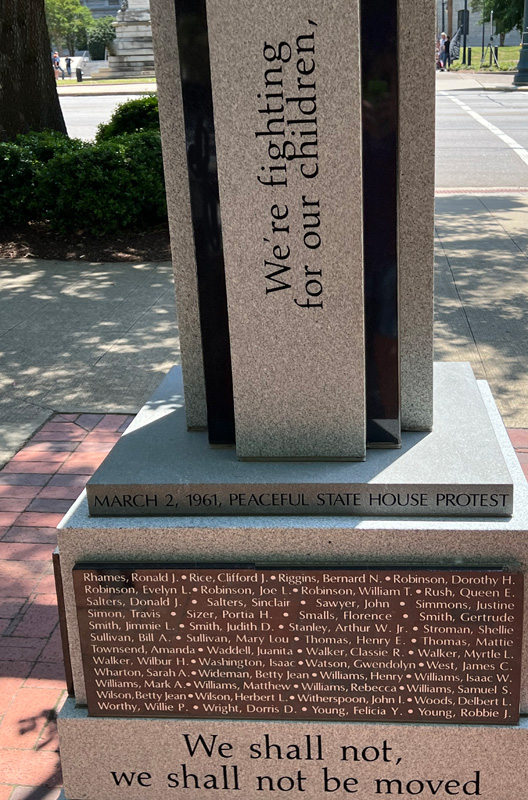 We're fighting
for our children,
MARCH 2, 1961, PEACEFUL STATE HOUSE PROTEST
Rhames, Ronald J. • Rice, Clifford J. • Riggins, Bernard N. • Robinson, Dorothy H.
Robinson, Evelyn L. • Robinson, Joe L. • Robinson, William T. • Rush, Queen E.
Salters, Donald J. • Salters, Sinclair • Sawyer, John • Simmons, Justine
Simon, Travis • Sizer, Portia H. • Smalls, Florence • Smith, Gertrude
Smith, Jimmie L. • Smith, Judith D. • Stanley, Arthur W. Jr. • Stroman, Shellie
Sullivan, Bill A. • Sullivan, Mary Lou • Thomas, Henry E. • Thomas, Mattie
Townsend, Amanda • Waddell, Juanita • Walker, Classie R. • Walker, Myrtle L.
Walker, Wilbur H. • Washington, Isaac • Watson, Gwendolyn • West, James C.
Wharton, Sarah A. • Wideman, Betty Jean • Williams, Henry • Williams, Isaac W.
Williams, Mark A. • Williams, Matthew • Williams, Rebecca • Williams, Samuel S.
Wilson, Betty Jean • Wilson, Herbert L. • Witherspoon, John I. • Woods, Delbert L.
Worthy, Willie P. • Wright, Dorris D. • Young, Felicia Y. • Young, Robbie J.
We shall not,
we shall not be moved